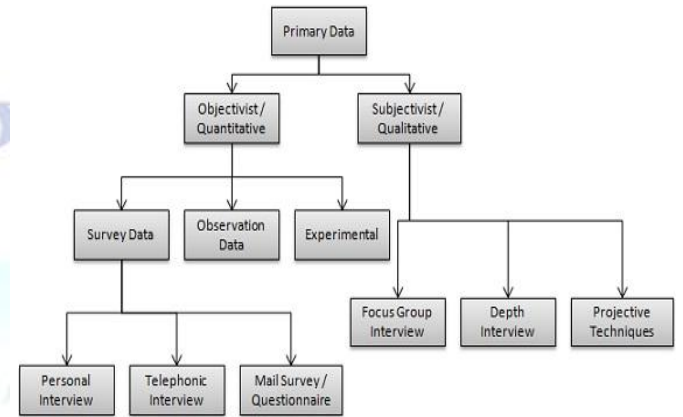 Primary Data
Objectivist /
Quantitative
Subjectivist /
Qualitative
Survey Data
Observation
Data
Experimental
Focus Group
Interview
Depth
Interview
Projective
Techniques
Personal
Interview
Telephonic
Interview
Mail Survey /
Questionnaire